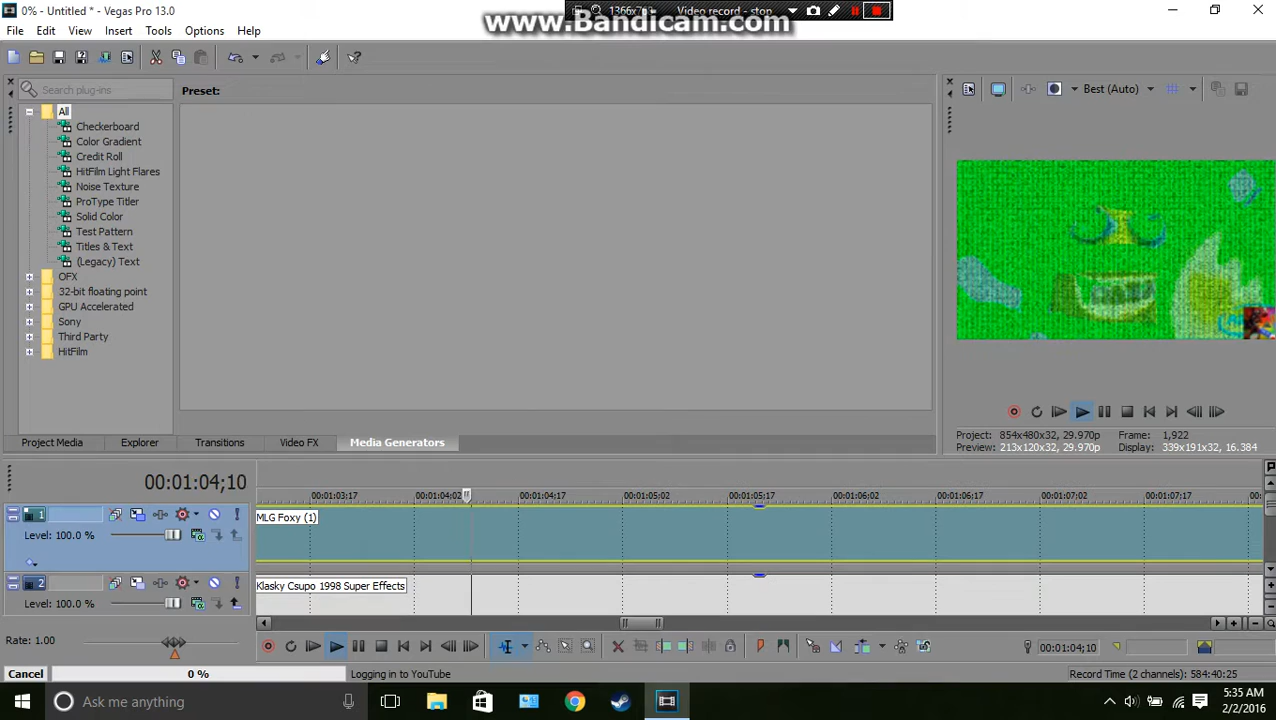 0% - Untitled * - Vegas Pro 13.0
www.Bandicam.com
Video record - stop
File Edit View Insert Tools Options Help
Search plug-ins
Preset:
Best (Auto)
All
Checkerboard
Color Gradient
Credit Roll
HitFilm Light Flares
Noise Texture
ProType Titler
Solid Color
Test Pattern
Titles & Text
(Legacy) Text
OFX
32-bit floating point
GPU Accelerated
Sony
Third Party
HitFilm
Project Media Explorer Transitions Video FX Media Generators
Project: 854x480x32, 29.970p Frame: 1,922
Preview: 213x120x32, 29.970p Display: 339x191x32, 16.384
00:01:04;10
00:01:03;17 00:01:04;02 00:01:04;17 00:01:05;02 00:01:05;17 00:01:06;02 00:01:06;17 00:01:07;02 00:01:07;17
1
MLG Foxy (1)
Level: 100.0 %
2
Klasky Csupo 1998 Super Effects
Level: 100.0 %
Rate: 1.00
00:01:04;10
Cancel 0 % Logging in to YouTube
Record Time (2 channels): 584:40:25
Ask me anything
5:35 AM
2/2/2016